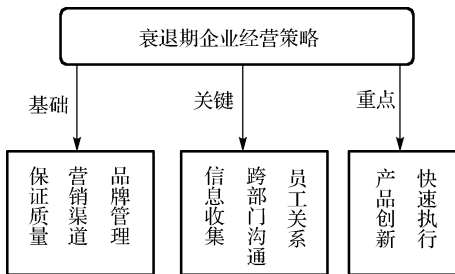 衰退期企业经营策略
基础
关键
重点
保证质量
营销渠道
品牌管理
信息收集
跨部门沟通
员工关系
产品创新
快速执行